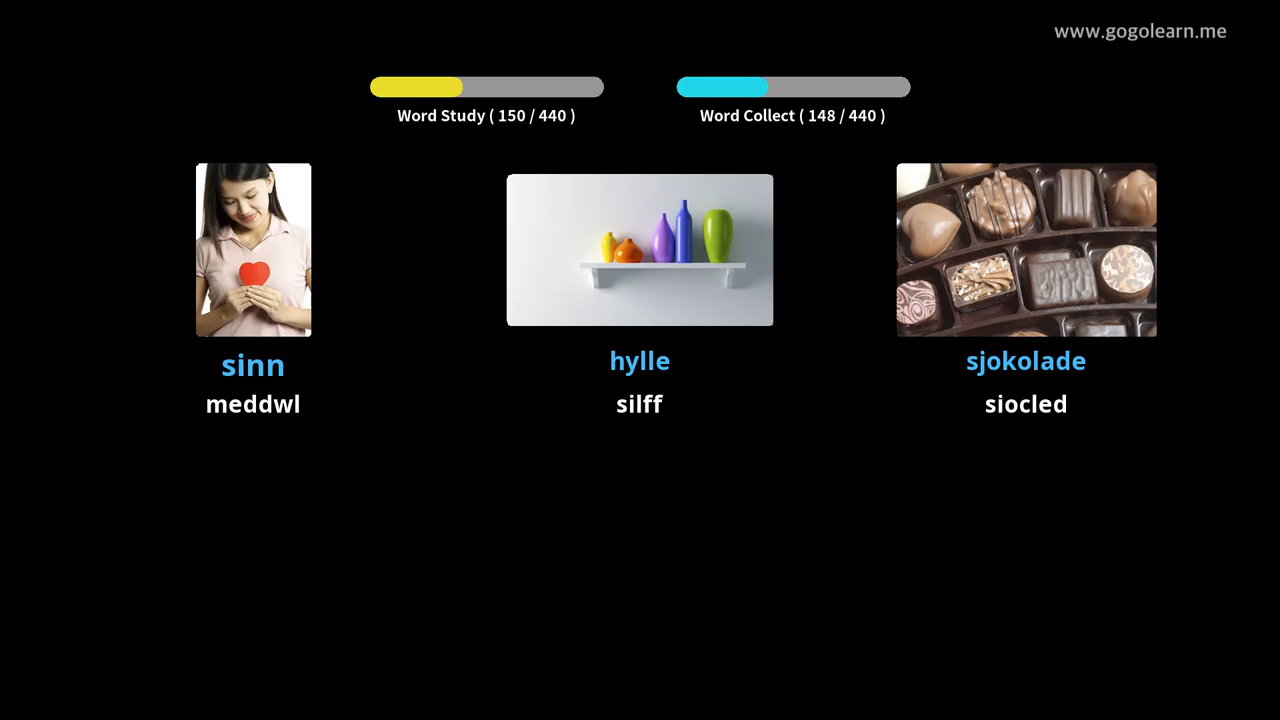 www.gogolearn.me
Word Study ( 150 / 440 )
Word Collect ( 148 / 440 )
sinn
meddwl
hylle
silff
sjokolade
siocled